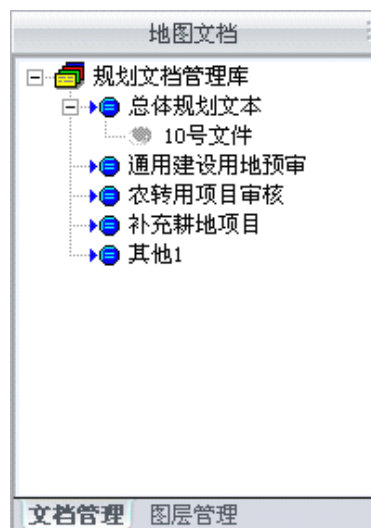 地图文档
规划文档管理库
总体规划文本
10号文件
通用建设用地预审
农转用项目审核
补充耕地项目
其他1
文档管理 图层管理